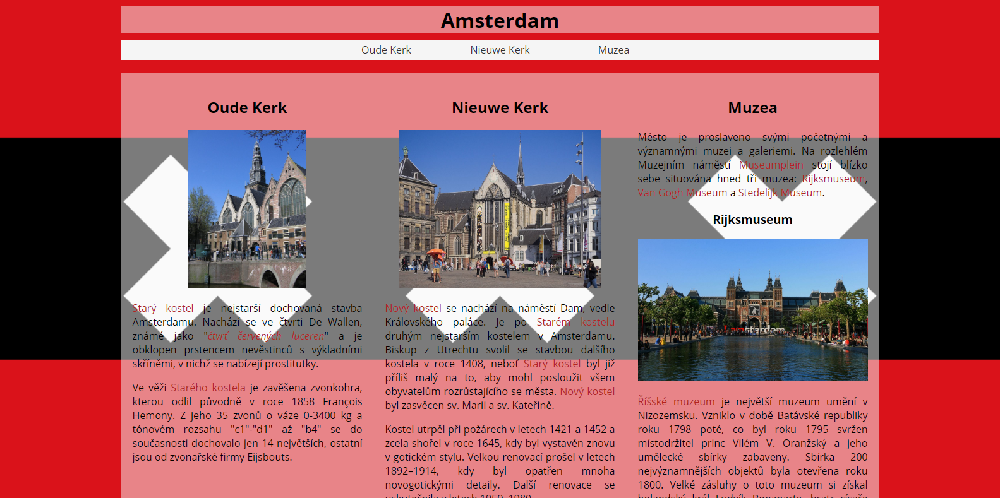 Amsterdam
Oude Kerk
Nieuwe Kerk
Muzea
Oude Kerk
Starý kostel je nejstarší dochovaná stavba
Amsterdamu. Nachází se ve čtvrti De Wallen,
známé jako "čtvrť červených luceren" a je
obklopen prstencem nevěstinců s výkladními
skříněmi, v nichž se nabízejí prostitutky.
Ve věži Starého kostela je zavěšena zvonkohra,
kterou odlil původně v roce 1858 François
Hemony. Z jeho 35 zvonů o váze 0-3400 kg a
tónovém rozsahu "c1"-"d1" až "b4" se do
současnosti dochovalo jen 14 největších, ostatní
jsou od zvonařské firmy Eijsbouts.
Nieuwe Kerk
Nový kostel se nachází na náměstí Dam, vedle
Královského paláce. Je po Starém kostelu
druhým nejstarším kostelem v Amsterdamu.
Biskup z Utrechtu svolil se stavbou dalšího
kostela v roce 1408, neboť Starý kostel byl již
příliš malý na to, aby mohl posloužit všem
obyvatelům rozrůstajícího se města. Nový kostel
byl zasvěcen sv. Marii a sv. Kateřině.
Kostel utrpěl při požárech v letech 1421 a 1452 a
zcela shořel v roce 1645, kdy byl vystavěn znovu
v gotickém stylu. Velkou renovací prošel v letech
1892–1914, kdy byl opatřen mnoha
novogotickými detaily. Další renovace se
uskutečnila v letech 1959–1980.
Muzea
Město je proslaveno svými početnými a
významnými muzei a galeriemi. Na rozlehlém
Muzejním náměstí Museumplein stojí blízko
sebe situována hned tři muzea: Rijksmuseum,
Van Gogh Museum a Stedelijk Museum.
Rijksmuseum
I amsterdam
Říšské muzeum je největší muzeum umění v
Nizozemsku. Vzniklo v době Batávské republiky
roku 1798 poté, co byl roku 1795 svržen
místodržitel princ Vilém V. Oranžský a jeho
umělecké sbírky zabaveny. Sbírka 200
nejvýznamnějších objektů byla otevřena roku
1800. Velké zásluhy o toto muzeum si získal
holandský král Ludvík Bonaparte, bratr císaře